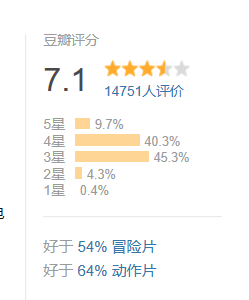 豆瓣评分
7.1
14751人评价
5星 9.7%
4星 40.3%
3星 45.3%
2星 4.3%
1星 0.4%
好于 54% 冒险片
好于 64% 动作片